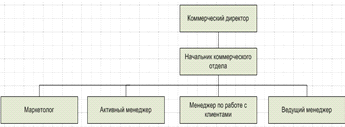 Коммерческий
директор
Начальник коммерческого
отдела
Маркетолог
Активный менеджер
Менеджер по работе с
клиентами
Ведущий менеджер